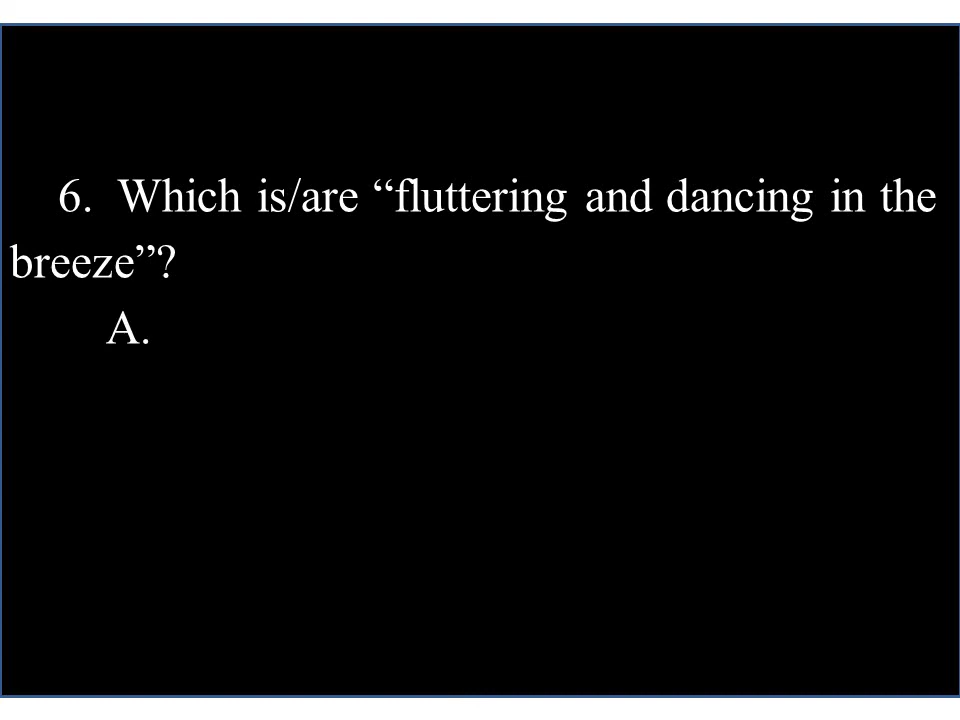 6. Which is/are “fluttering and dancing in the
breeze”?
A.